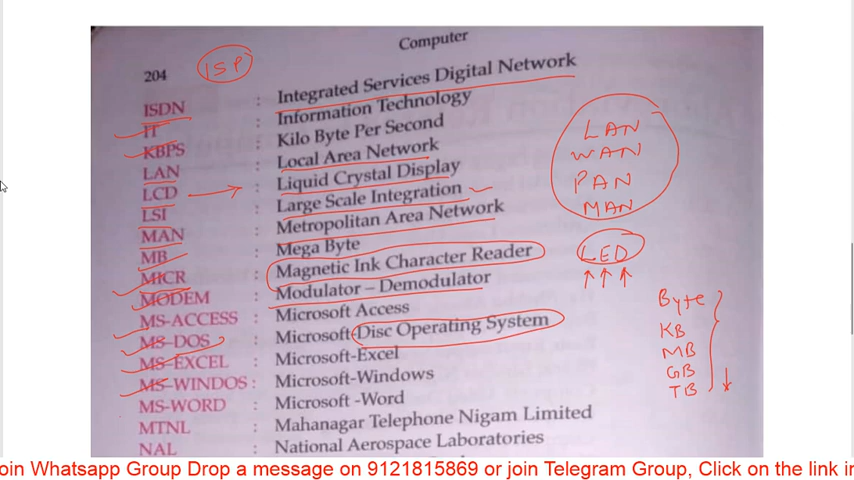 Computer
204
ISP
ISDN : Integrated Services Digital Network
IT : Information Technology
KBPS : Kilo Byte Per Second
LAN : Local Area Network
LCD : Liquid Crystal Display
LSI : Large Scale Integration
MAN : Metropolitan Area Network
MB : Mega Byte
MICR : Magnetic Ink Character Reader
MODEM : Modulator – Demodulator
MS-ACCESS : Microsoft Access
MS-DOS : Microsoft-Disc Operating System
MS-EXCEL : Microsoft-Excel
MS-WINDOS : Microsoft-Windows
MS-WORD : Microsoft -Word
MTNL : Mahanagar Telephone Nigam Limited
NAL : National Aerospace Laboratories
LAN
WAN
PAN
MAN
LED
Byte
KB
MB
GB
TB
oin Whatsapp Group Drop a message on 9121815869 or join Telegram Group, Click on the link in